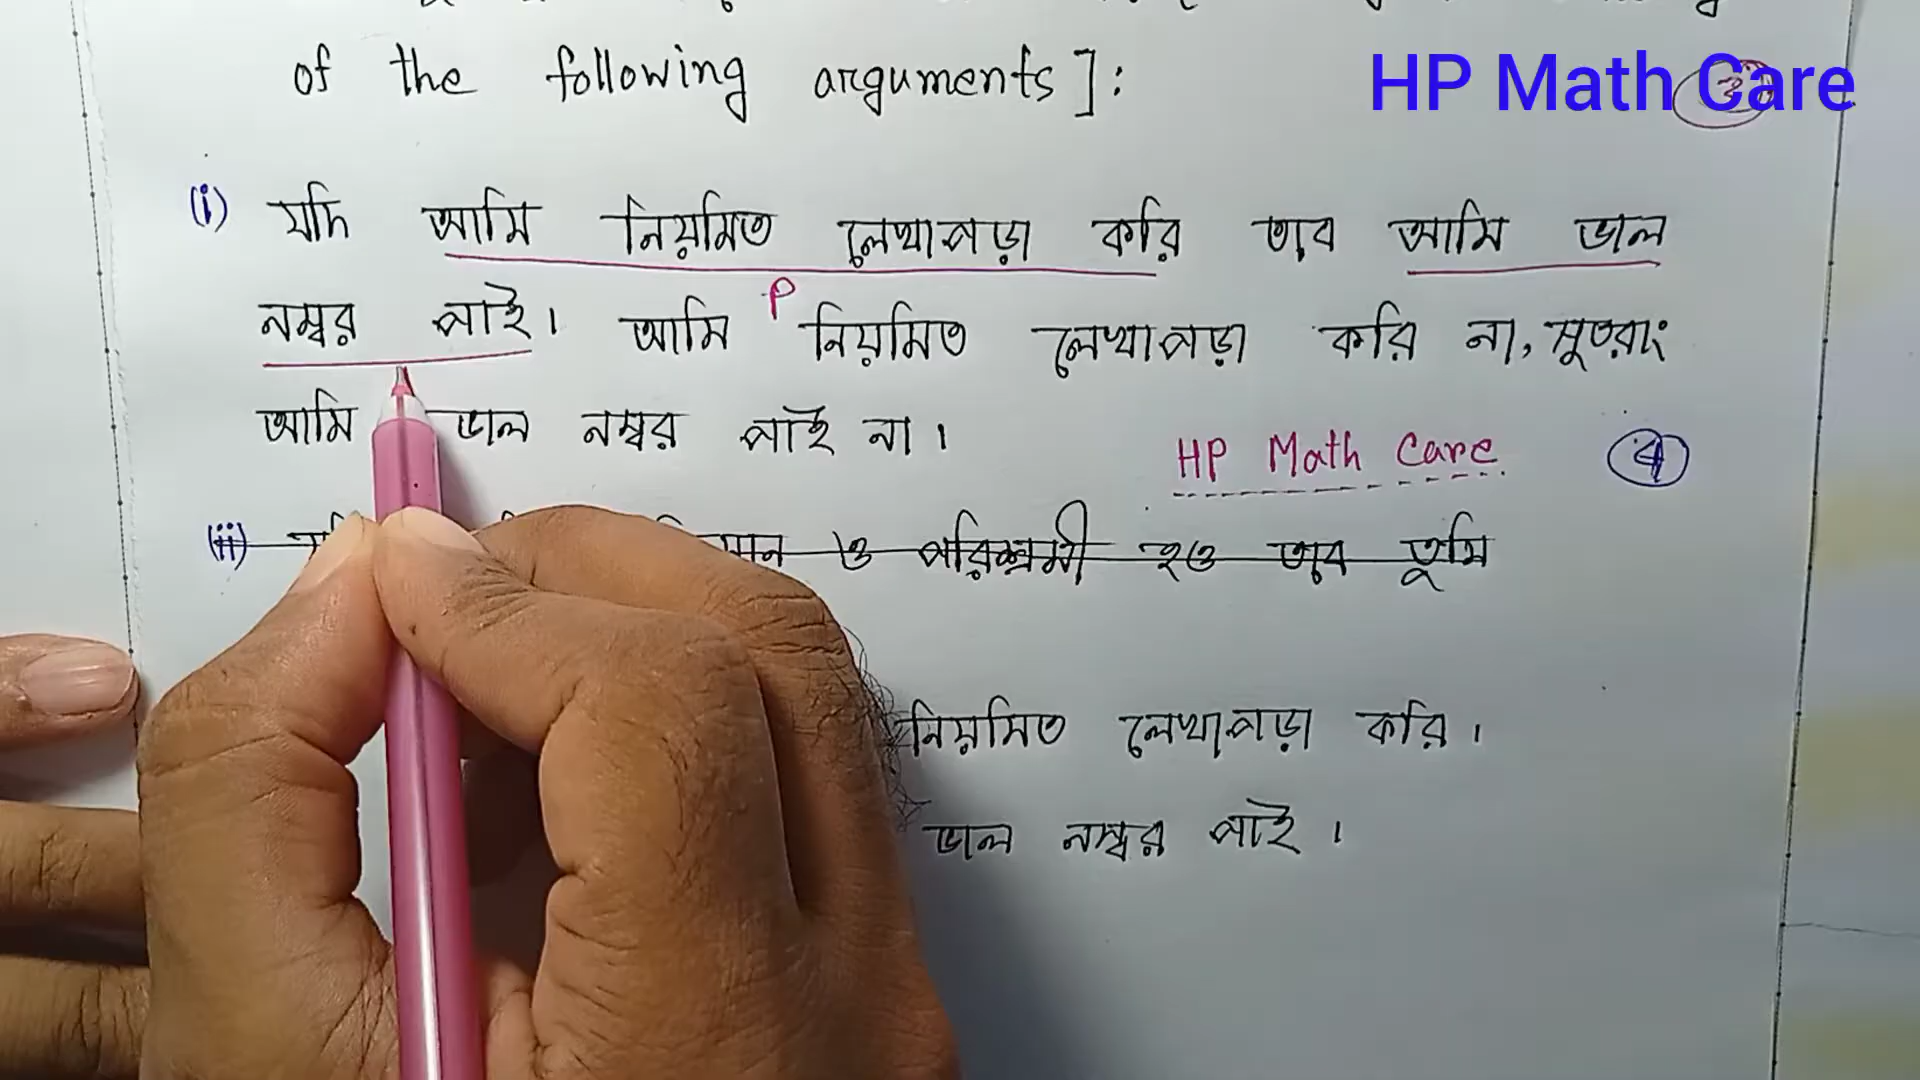 of the following arguments]:
HP Math Care
(i) যদি আমি নিয়মিত লেখাপড়া করি তবে আমি ভাল
নম্বর পাই। আমি P নিয়মিত লেখাপড়া করি না, সুতরাং
আমি ভাল নম্বর পাই না।
HP Math Care
4
(ii) ও পরিশ্রমী হও তবে তুমি
নিয়মিত লেখাপড়া করি।
ভাল নম্বর পাই।